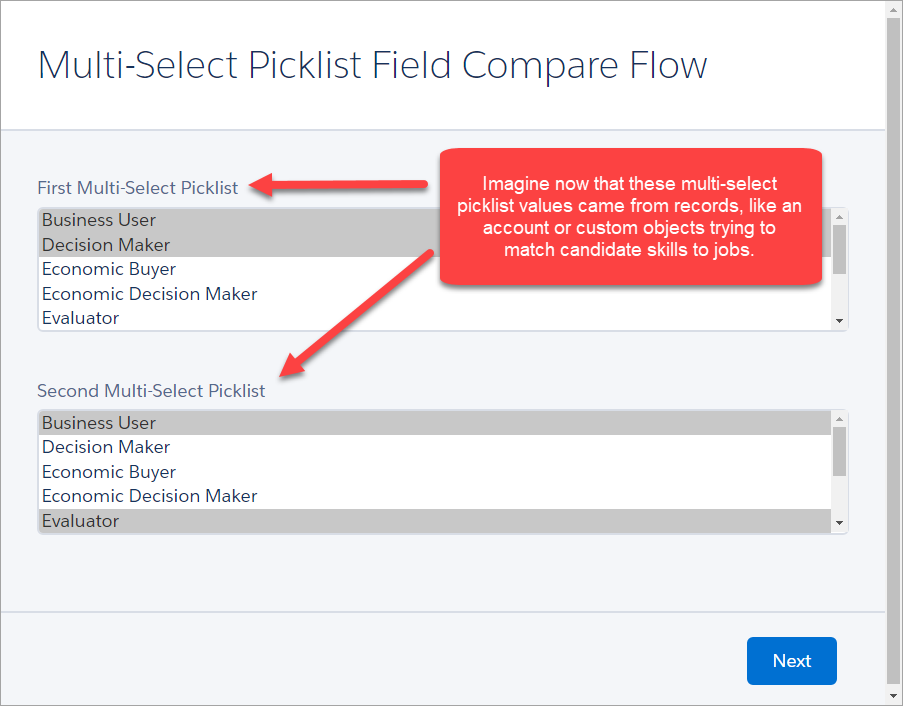 Multi-Select Picklist Field Compare Flow
First Multi-Select Picklist
Imagine now that these multi-select
picklist values came from records, like an
account or custom objects trying to
match candidate skills to jobs.
Business User
Decision Maker
Economic Buyer
Economic Decision Maker
Evaluator
Second Multi-Select Picklist
Business User
Decision Maker
Economic Buyer
Economic Decision Maker
Evaluator
Next